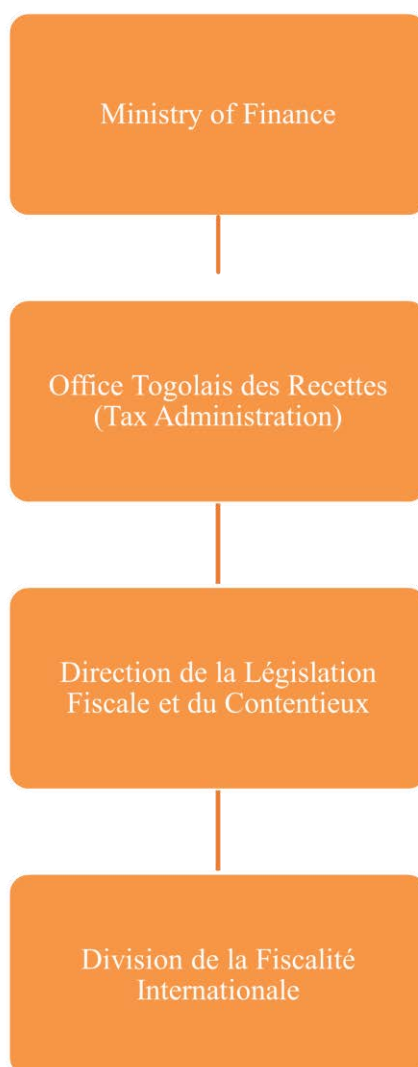 Ministry of Finance
Office Togolais des Recettes
(Tax Administration)
Direction de la Législation
Fiscale et du Contentieux
Division de la Fiscalité
Internationale